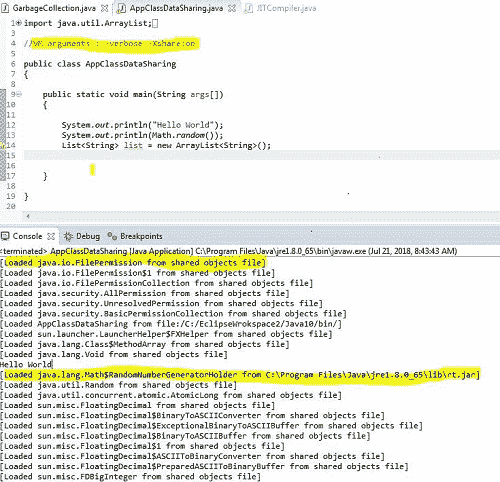 GarbageCollection.java AppClassDataSharing.java JITCompiler.java
1 import java.util.ArrayList;
3
4 //VM arguments : -verbose -Xshare:on
5
6 public class AppClassDataSharing
7 {
8
9 public static void main(String args[])
10 {
11
12 System.out.println("Hello World");
13 System.out.println(Math.random());
14 List<String> list = new ArrayList<String>();
15
16
17 }
18
19 }
20
Console Debug Breakpoints
<terminated> AppClassDataSharing [Java Application] C:\Program Files\Java\jre1.8.0_65\bin\javaw.exe (Jul 21, 2018, 8:43:43 AM)
[Loaded java.io.FilePermission from shared objects file]
[Loaded java.io.FilePermission$1 from shared objects file]
[Loaded java.io.FilePermissionCollection from shared objects file]
[Loaded java.security.AllPermission from shared objects file]
[Loaded java.security.UnresolvedPermission from shared objects file]
[Loaded java.security.BasicPermissionCollection from shared objects file]
[Loaded AppClassDataSharing from file:/C:/EclipseWrokspace2/Java10/bin/]
[Loaded sun.launcher.LauncherHelper$FXHelper from shared objects file]
[Loaded java.lang.Class$MethodArray from shared objects file]
[Loaded java.lang.Void from shared objects file]
Hello World
[Loaded java.lang.Math$RandomNumberGeneratorHolder from C:\Program Files\Java\jre1.8.0_65\lib\rt.jar]
[Loaded java.util.Random from shared objects file]
[Loaded java.util.concurrent.atomic.AtomicLong from shared objects file]
[Loaded sun.misc.FloatingDecimal from shared objects file]
[Loaded sun.misc.FloatingDecimal$BinaryToASCIIConverter from shared objects file]
[Loaded sun.misc.FloatingDecimal$ExceptionalBinaryToASCIIBuffer from shared objects file]
[Loaded sun.misc.FloatingDecimal$BinaryToASCIIBuffer from shared objects file]
[Loaded sun.misc.FloatingDecimal$1 from shared objects file]
[Loaded sun.misc.FloatingDecimal$ASCIIToBinaryConverter from shared objects file]
[Loaded sun.misc.FloatingDecimal$PreparedASCIIToBinaryBuffer from shared objects file]
[Loaded sun.misc.FDBigInteger from shared objects file]